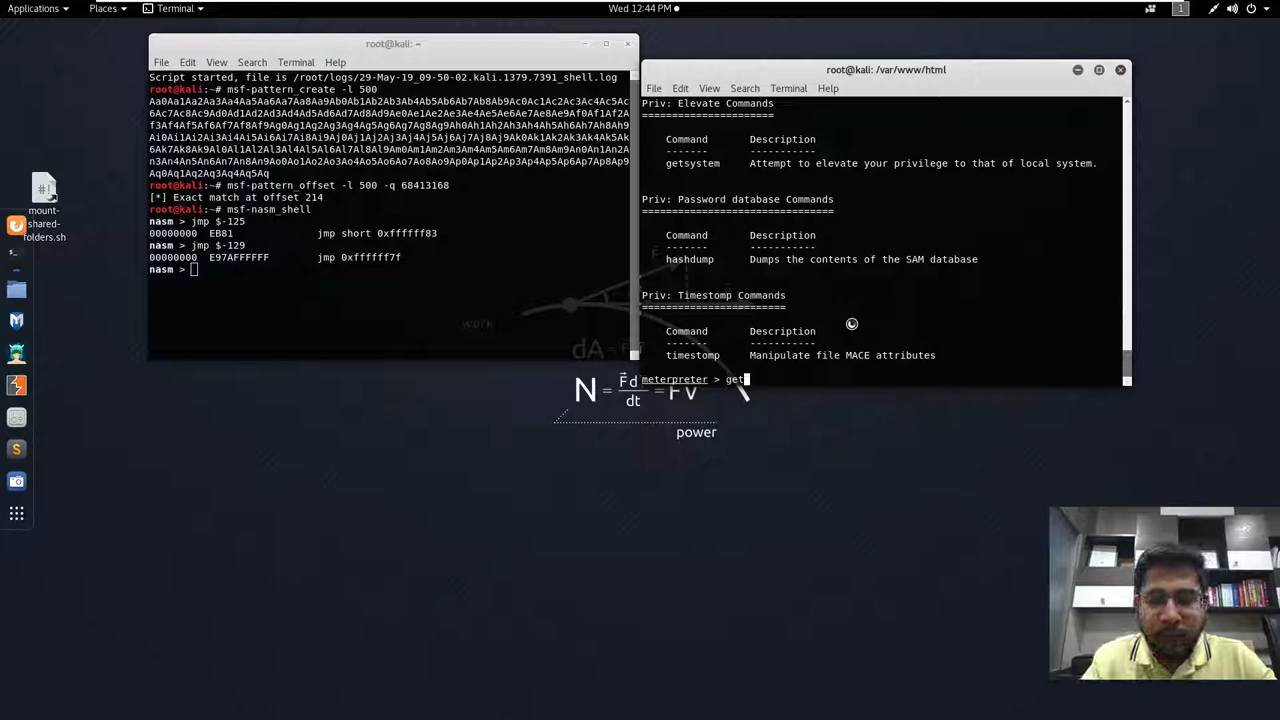 Applications
Places
Terminal
Wed 12:44 PM
1
root@kali: ~
File Edit View Search Terminal Help
Script started, file is /root/logs/29-May-19_09-50-02.kali.1379.7391_shell.log
root@kali:~# msf-pattern_create -l 500
Aa0Aa1Aa2Aa3Aa4Aa5Aa6Aa7Aa8Aa9Ab0Ab1Ab2Ab3Ab4Ab5Ab6Ab7Ab8Ab9Ac0Ac1Ac2Ac3Ac4Ac5Ac
6Ac7Ac8Ac9Ad0Ad1Ad2Ad3Ad4Ad5Ad6Ad7Ad8Ad9Ae0Ae1Ae2Ae3Ae4Ae5Ae6Ae7Ae8Ae9Af0Af1Af2A
f3Af4Af5Af6Af7Af8Af9Ag0Ag1Ag2Ag3Ag4Ag5Ag6Ag7Ag8Ag9Ah0Ah1Ah2Ah3Ah4Ah5Ah6Ah7Ah8Ah9
Ai0Ai1Ai2Ai3Ai4Ai5Ai6Ai7Ai8Ai9Aj0Aj1Aj2Aj3Aj4Aj5Aj6Aj7Aj8Aj9Ak0Ak1Ak2Ak3Ak4Ak5Ak
6Ak7Ak8Ak9Al0Al1Al2Al3Al4Al5Al6Al7Al8Al9Am0Am1Am2Am3Am4Am5Am6Am7Am8Am9An0An1An2A
n3An4An5An6An7An8An9Ao0Ao1Ao2Ao3Ao4Ao5Ao6Ao7Ao8Ao9Ap0Ap1Ap2Ap3Ap4Ap5Ap6Ap7Ap8Ap9
Aq0Aq1Aq2Aq3Aq4Aq5Aq
root@kali:~# msf-pattern_offset -l 500 -q 68413168
[*] Exact match at offset 214
root@kali:~# msf-nasm_shell
nasm > jmp $-125
00000000 EB81 jmp short 0xffffff83
nasm > jmp $-129
00000000 E97AFFFFFF jmp 0xffffff7f
nasm >
root@kali: /var/www/html
File Edit View Search Terminal Help
Priv: Elevate Commands
======================
Command Description
------- -----------
getsystem Attempt to elevate your privilege to that of local system.
Priv: Password database Commands
================================
Command Description
------- -----------
hashdump Dumps the contents of the SAM database
Priv: Timestomp Commands
========================
Command Description
------- -----------
timestomp Manipulate file MACE attributes
meterpreter > get
mount-
shared-
folders.sh
work
N = Fd/dt = Fv
power